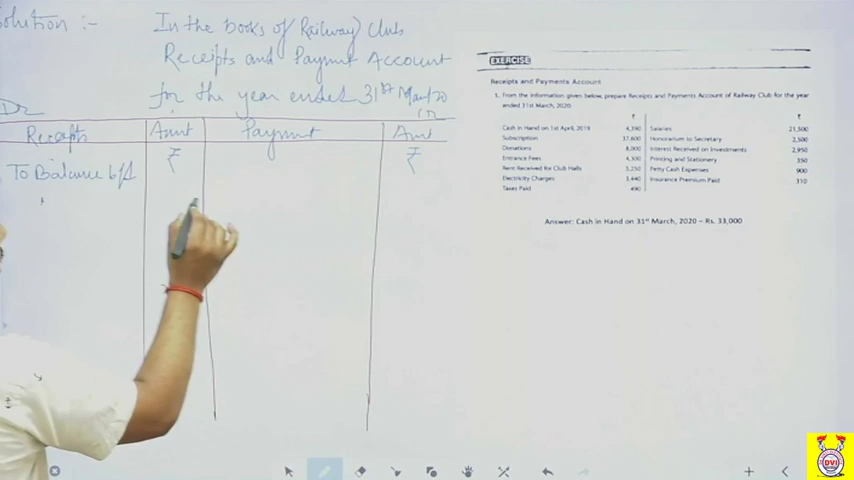 Solution :-
In the books of Railway Club
Receipts and Paymnt Account
for the year ended 31st Mar/20
Dr
Cr
Receipts Amt Paymnt Amt
₹ ₹
To Balance b/d
EXERCISE
Receipts and Payments Account
1. From the information given below, prepare Receipts and Payments Account of Railway Club for the year
ended 31st March, 2020:
₹ ₹
Cash in Hand on 1st April, 2019 4,390 Salaries 21,500
Subscription 37,600 Honorarium to Secretary 2,500
Donations 8,000 Interest Received on Investments 2,950
Entrance Fees 4,300 Printing and Stationery 350
Rent Received for Club Halls 5,250 Petty Cash Expenses 900
Electricity Charges 3,440 Insurance Premium Paid 310
Taxes Paid 490
Answer: Cash in Hand on 31st March, 2020 – Rs. 33,000
DVI